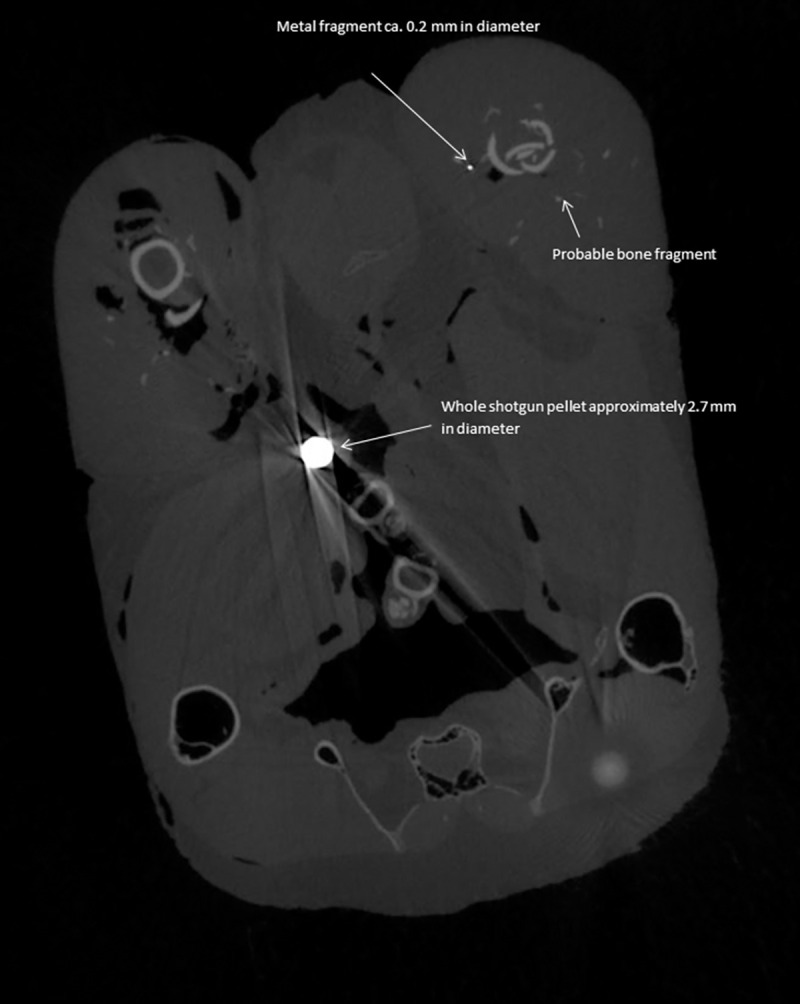 Metal fragment ca. 0.2 mm in diameter
Probable bone fragment
Whole shotgun pellet approximately 2.7 mm
in diameter